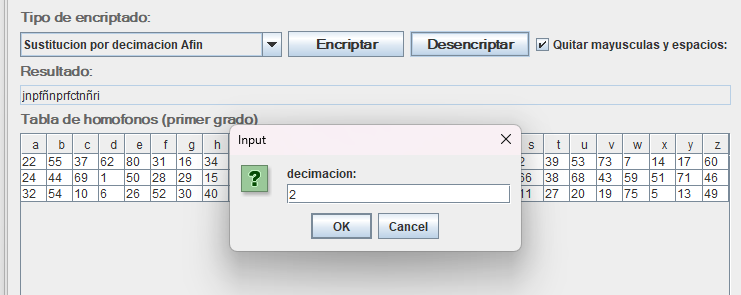 Tipo de encriptado:
Sustitucion por decimacion Afin Encriptar Desencriptar Quitar mayusculas y espacios:
Resultado:
jnpfñnprfctnñri
Tabla de homofonos (primer grado)
Input
a b c d e f g h s t u v w x y z
22 55 37 62 80 31 16 34 2 39 53 73 7 14 17 60
decimacion:
24 44 69 1 50 28 29 15 66 38 68 43 59 51 71 46
2
32 54 10 6 26 52 30 40 11 27 20 19 75 5 13 49
OK Cancel